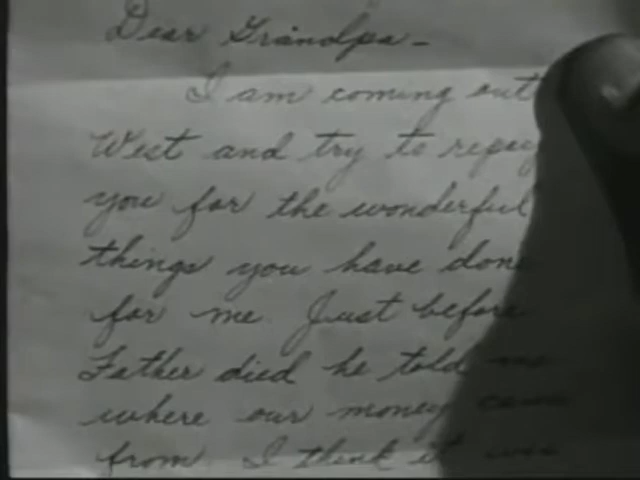 Dear Grandpa -
I am coming out
West and try to repay
you for the wonderful
things you have done
for me. Just before
Father died he told me
where our money came
from. I think it was